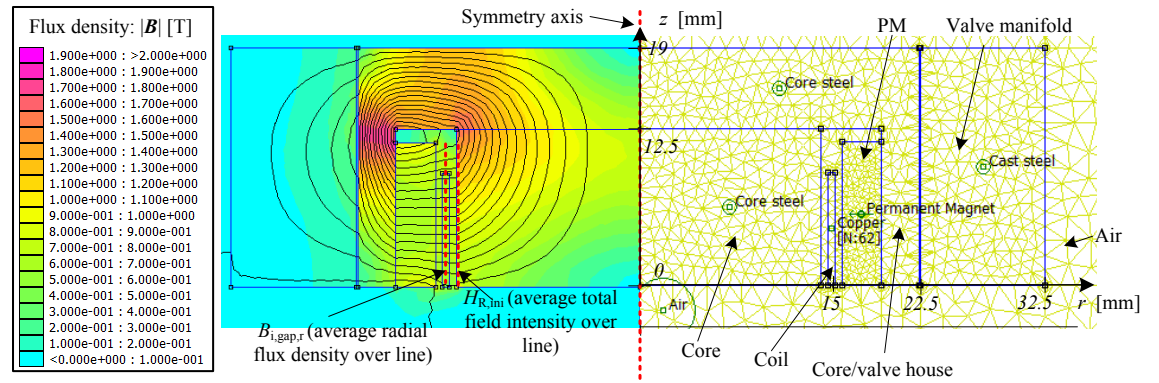 Flux density: |B| [T]
1.900e+000 : >2.000e+000
1.800e+000 : 1.900e+000
1.700e+000 : 1.800e+000
1.600e+000 : 1.700e+000
1.500e+000 : 1.600e+000
1.400e+000 : 1.500e+000
1.300e+000 : 1.400e+000
1.200e+000 : 1.300e+000
1.100e+000 : 1.200e+000
1.000e+000 : 1.100e+000
9.000e-001 : 1.000e+000
8.000e-001 : 9.000e-001
7.000e-001 : 8.000e-001
6.000e-001 : 7.000e-001
5.000e-001 : 6.000e-001
4.000e-001 : 5.000e-001
3.000e-001 : 4.000e-001
2.000e-001 : 3.000e-001
1.000e-001 : 2.000e-001
<0.000e+000 : 1.000e-001
Symmetry axis
z [mm]
PM
Valve manifold
19
Core steel
12.5
Cast steel
Core steel
Permanent Magnet
Copper
[N:62]
Air
0
Air
15
22.5
32.5
r [mm]
B_i,gap,r (average radial
flux density over line)
H_R,lni (average total
field intensity over
line)
Core
Coil
Core/valve house